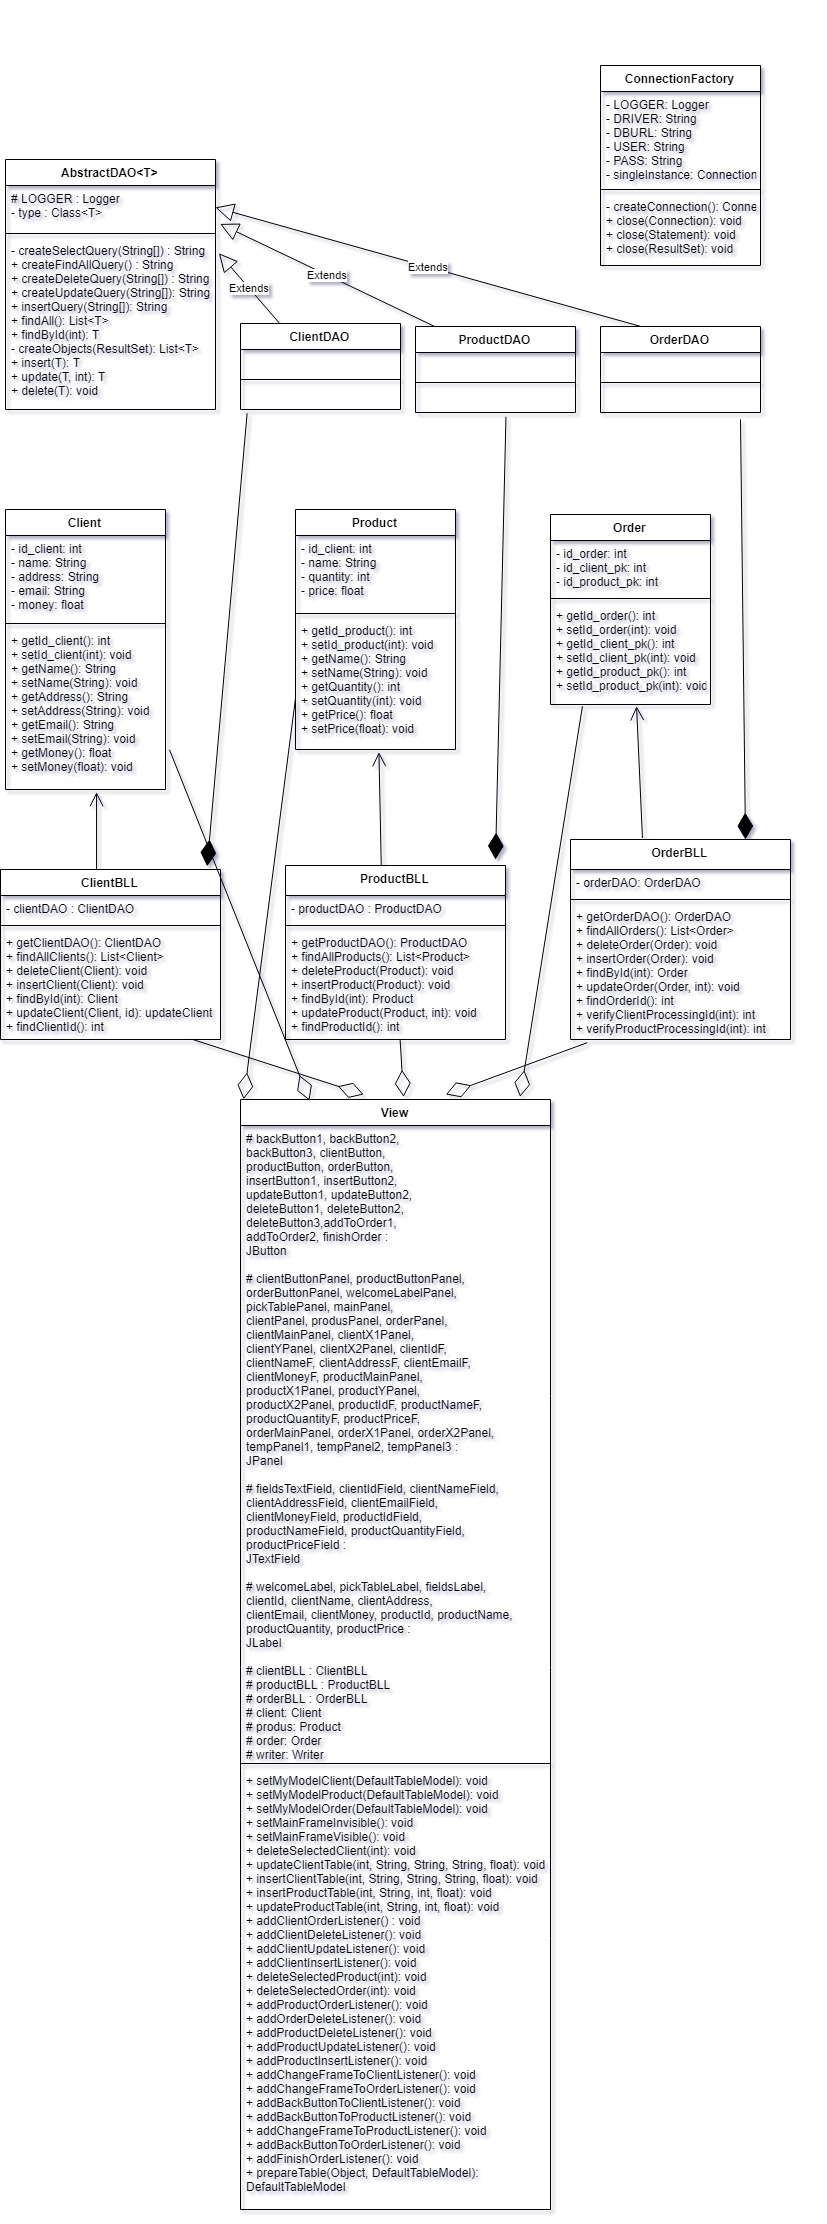 ConnectionFactory
- LOGGER: Logger
- DRIVER: String
- DBURL: String
- USER: String
- PASS: String
- singleInstance: Connection
- createConnection(): Conne
+ close(Connection): void
+ close(Statement): void
+ close(ResultSet): void
AbstractDAO<T>
# LOGGER : Logger
- type : Class<T>
- createSelectQuery(String[]) : String
+ createFindAllQuery() : String
+ createDeleteQuery(String[]) : String
+ createUpdateQuery(String[]): String
+ insertQuery(String[]): String
+ findAll(): List<T>
+ findById(int): T
- createObjects(ResultSet): List<T>
+ insert(T): T
+ update(T, int): T
+ delete(T): void
Extends
Extends
Extends
ClientDAO
ProductDAO
OrderDAO
Client
- id_client: int
- name: String
- address: String
- email: String
- money: float
+ getId_client(): int
+ setId_client(int): void
+ getName(): String
+ setName(String): void
+ getAddress(): String
+ setAddress(String): void
+ getEmail(): String
+ setEmail(String): void
+ getMoney(): float
+ setMoney(float): void
Product
- id_client: int
- name: String
- quantity: int
- price: float
+ getId_product(): int
+ setId_product(int): void
+ getName(): String
+ setName(String): void
+ getQuantity(): int
+ setQuantity(int): void
+ getPrice(): float
+ setPrice(float): void
Order
- id_order: int
- id_client_pk: int
- id_product_pk: int
+ getId_order(): int
+ setId_order(int): void
+ getId_client_pk(): int
+ setId_client_pk(int): void
+ getId_product_pk(): int
+ setId_product_pk(int): void
ClientBLL
- clientDAO : ClientDAO
+ getClientDAO(): ClientDAO
+ findAllClients(): List<Client>
+ deleteClient(Client): void
+ insertClient(Client): void
+ findById(int): Client
+ updateClient(Client, id): updateClient
+ findClientId(): int
ProductBLL
- productDAO : ProductDAO
+ getProductDAO(): ProductDAO
+ findAllProducts(): List<Product>
+ deleteProduct(Product): void
+ insertProduct(Product): void
+ findById(int): Product
+ updateProduct(Product, int): void
+ findProductId(): int
OrderBLL
- orderDAO: OrderDAO
+ getOrderDAO(): OrderDAO
+ findAllOrders(): List<Order>
+ deleteOrder(Order): void
+ insertOrder(Order): void
+ findById(int): Order
+ updateOrder(Order, int): void
+ findOrderId(): int
+ verifyClientProcessingId(int): int
+ verifyProductProcessingId(int): int
View
# backButton1, backButton2,
backButton3, clientButton,
productButton, orderButton,
insertButton1, insertButton2,
updateButton1, updateButton2,
deleteButton1, deleteButton2,
deleteButton3,addToOrder1,
addToOrder2, finishOrder :
JButton
# clientButtonPanel, productButtonPanel,
orderButtonPanel, welcomeLabelPanel,
pickTablePanel, mainPanel,
clientPanel, produsPanel, orderPanel,
clientMainPanel, clientX1Panel,
clientYPanel, clientX2Panel, clientIdF,
clientNameF, clientAddressF, clientEmailF,
clientMoneyF, productMainPanel,
productX1Panel, productYPanel,
productX2Panel, productIdF, productNameF,
productQuantityF, productPriceF,
orderMainPanel, orderX1Panel, orderX2Panel,
tempPanel1, tempPanel2, tempPanel3 :
JPanel
# fieldsTextField, clientIdField, clientNameField,
clientAddressField, clientEmailField,
clientMoneyField, productIdField,
productNameField, productQuantityField,
productPriceField :
JTextField
# welcomeLabel, pickTableLabel, fieldsLabel,
clientId, clientName, clientAddress,
clientEmail, clientMoney, productId, productName,
productQuantity, productPrice :
JLabel
# clientBLL : ClientBLL
# productBLL : ProductBLL
# orderBLL : OrderBLL
# client: Client
# produs: Product
# order: Order
# writer: Writer
+ setMyModelClient(DefaultTableModel): void
+ setMyModelProduct(DefaultTableModel): void
+ setMyModelOrder(DefaultTableModel): void
+ setMainFrameInvisible(): void
+ setMainFrameVisible(): void
+ deleteSelectedClient(int): void
+ updateClientTable(int, String, String, String, float): void
+ insertClientTable(int, String, String, String, float): void
+ insertProductTable(int, String, int, float): void
+ updateProductTable(int, String, int, float): void
+ addClientOrderListener() : void
+ addClientDeleteListener(): void
+ addClientUpdateListener(): void
+ addClientInsertListener(): void
+ deleteSelectedProduct(int): void
+ deleteSelectedOrder(int): void
+ addProductOrderListener(): void
+ addOrderDeleteListener(): void
+ addProductDeleteListener(): void
+ addProductUpdateListener(): void
+ addProductInsertListener(): void
+ addChangeFrameToClientListener(): void
+ addChangeFrameToOrderListener(): void
+ addBackButtonToClientListener(): void
+ addBackButtonToProductListener(): void
+ addChangeFrameToProductListener(): void
+ addBackButtonToOrderListener(): void
+ addFinishOrderListener(): void
+ prepareTable(Object, DefaultTableModel):
DefaultTableModel